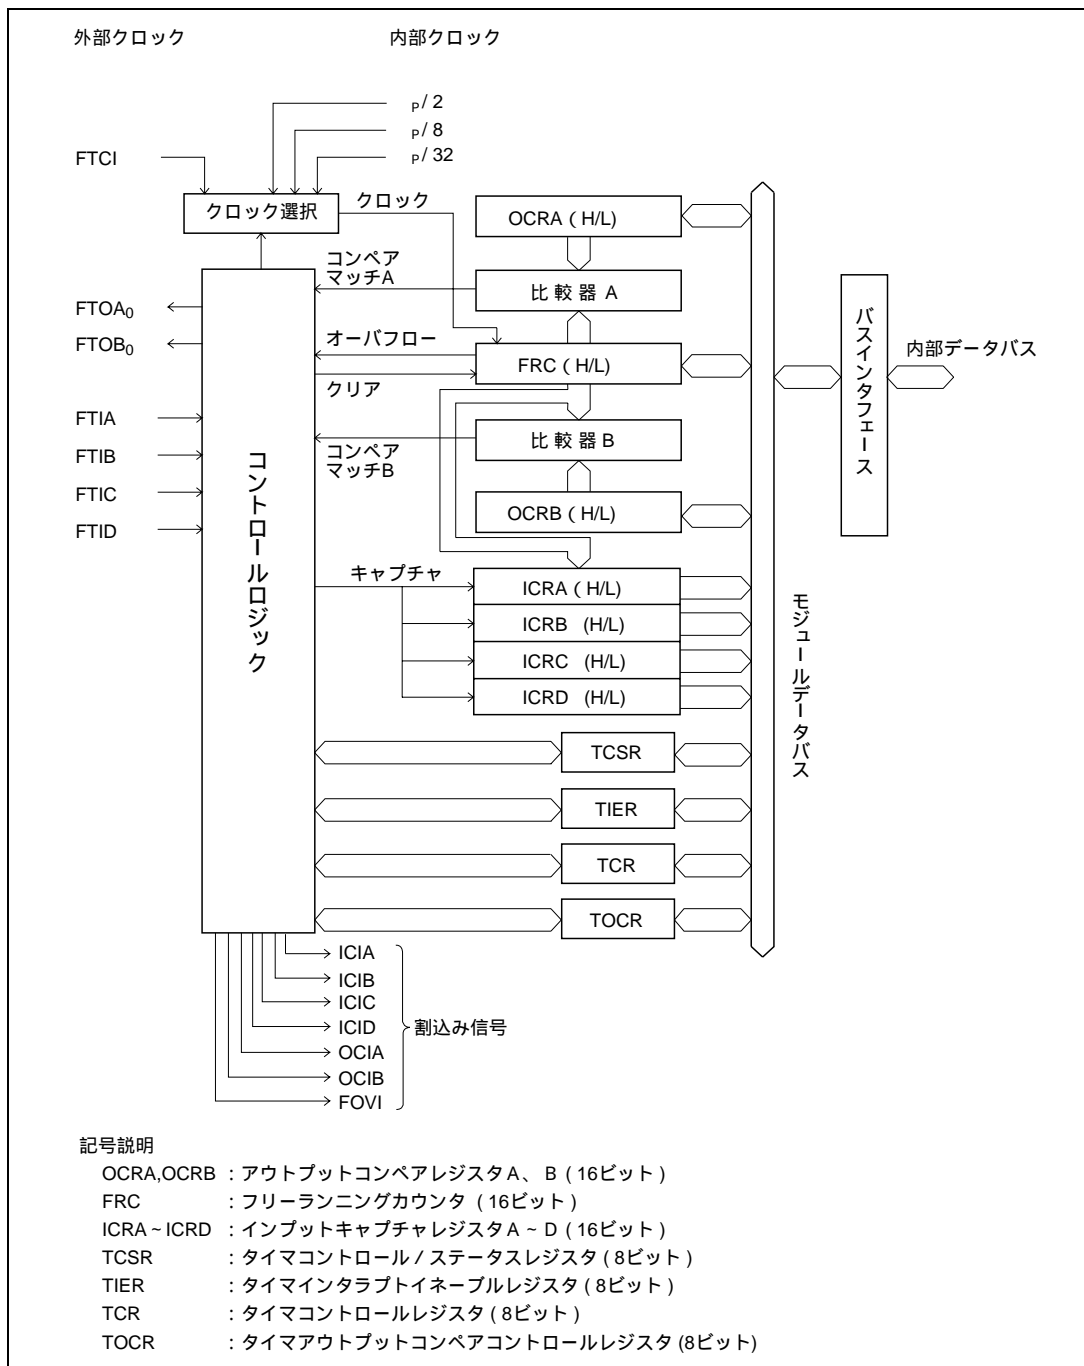 外部クロック
内部クロック
P/ 2
P/ 8
P/ 32
FTCI
クロック選択
クロック
OCRA ( H/L)
コンペア
マッチA
比 較 器 A
FTOA0
FTOB0
オーバフロー
FRC ( H/L)
クリア
バスインタフェース
内部データバス
FTIA
FTIB
FTIC
FTID
コンペア
マッチB
比 較 器 B
コントロールロジック
OCRB ( H/L)
キャプチャ
ICRA ( H/L)
ICRB (H/L)
ICRC (H/L)
ICRD (H/L)
モジュールデータバス
TCSR
TIER
TCR
TOCR
ICIA
ICIB
ICIC
ICID
OCIA
OCIB
FOVI
割込み信号
記号説明
OCRA,OCRB : アウトプットコンペアレジスタA、B ( 16ビット )
FRC : フリーランニングカウンタ ( 16ビット )
ICRA ~ ICRD : インプットキャプチャレジスタA ~ D ( 16ビット )
TCSR : タイマコントロール / ステータスレジスタ ( 8ビット )
TIER : タイマインタラプトイネーブルレジスタ ( 8ビット )
TCR : タイマコントロールレジスタ ( 8ビット )
TOCR : タイマアウトプットコンペアコントロールレジスタ (8ビット)